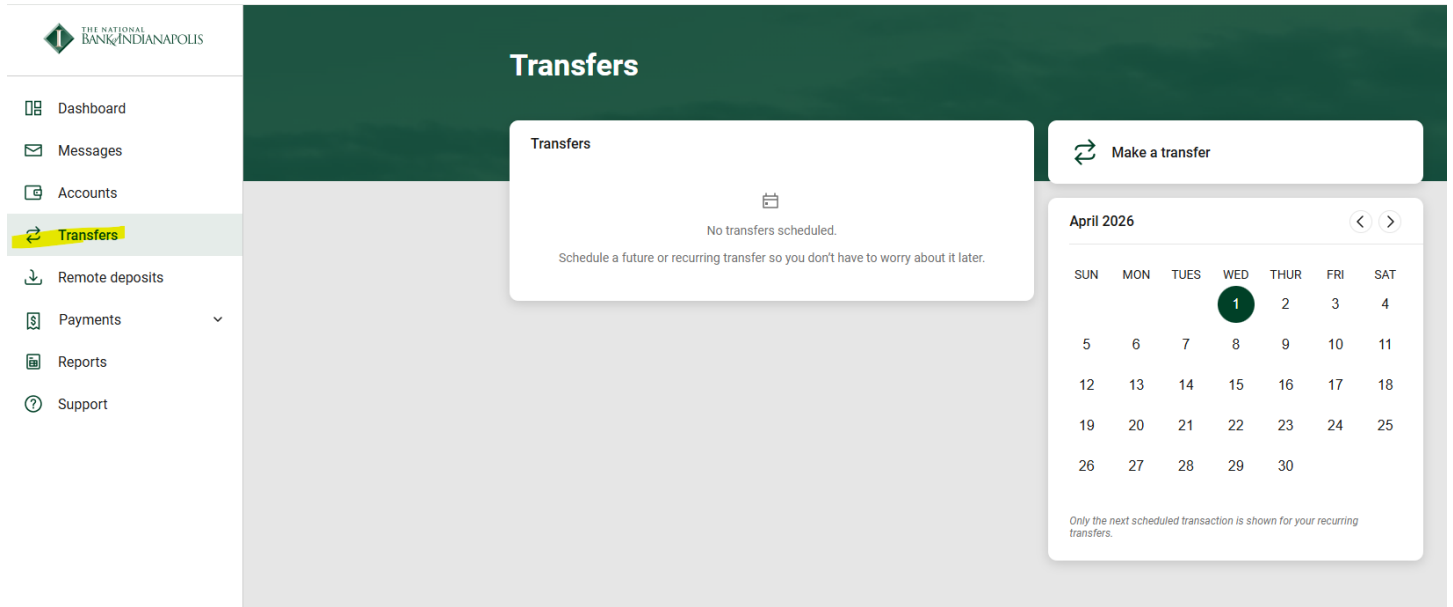 THE NATIONAL
BANK of INDIANAPOLIS
Dashboard
Messages
Accounts
Transfers
Remote deposits
Payments
Reports
Support
Transfers
Transfers
No transfers scheduled.
Schedule a future or recurring transfer so you don't have to worry about it later.
Make a transfer
April 2026
SUN MON TUES WED THUR FRI SAT
1 2 3 4
5 6 7 8 9 10 11
12 13 14 15 16 17 18
19 20 21 22 23 24 25
26 27 28 29 30
Only the next scheduled transaction is shown for your recurring
transfers.